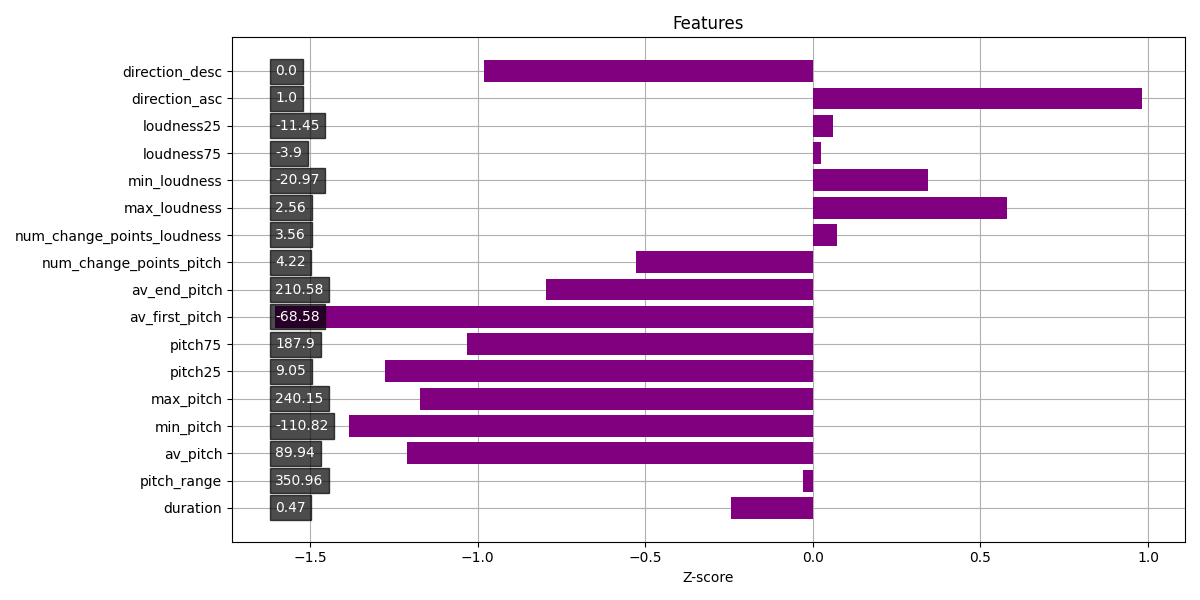 Features
direction_desc 0.0
direction_asc 1.0
loudness25 -11.45
loudness75 -3.9
min_loudness -20.97
max_loudness 2.56
num_change_points_loudness 3.56
num_change_points_pitch 4.22
av_end_pitch 210.58
av_first_pitch -68.58
pitch75 187.9
pitch25 9.05
max_pitch 240.15
min_pitch -110.82
av_pitch 89.94
pitch_range 350.96
duration 0.47
−1.5 −1.0 −0.5 0.0 0.5 1.0
Z-score